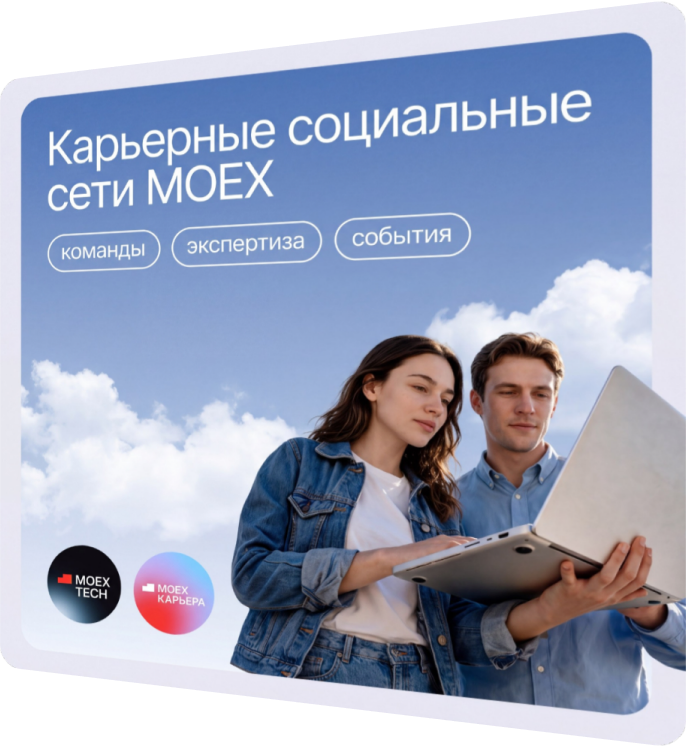 Карьерные социальные
сети MOEX
команды
экспертиза
события
MOEX
TECH
MOEX
КАРЬЕРА